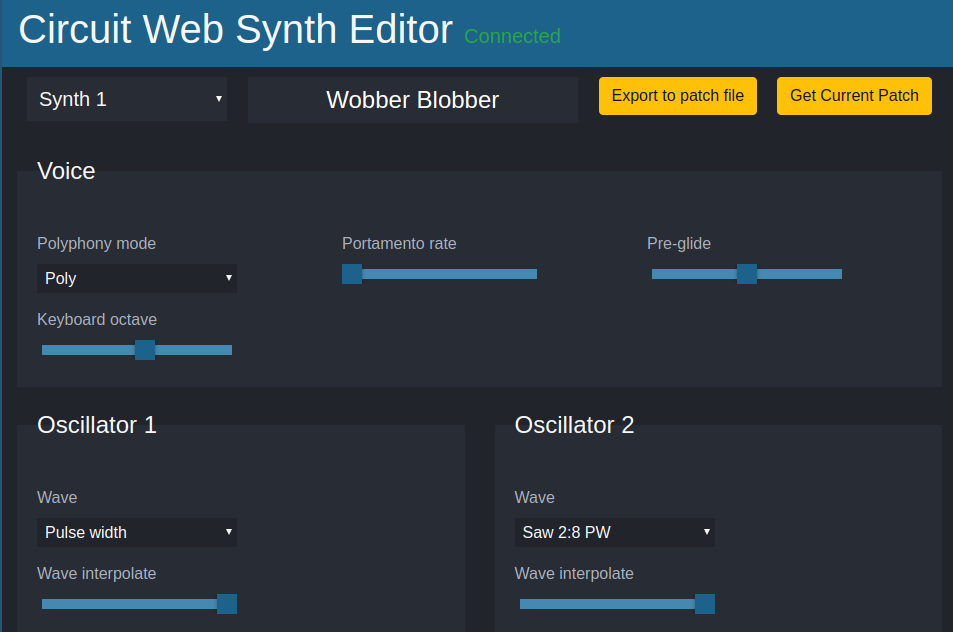 Circuit Web Synth Editor Connected
Synth 1 Wobber Blobber Export to patch file Get Current Patch
Voice
Polyphony mode Portamento rate Pre-glide
Poly
Keyboard octave
Oscillator 1 Oscillator 2
Wave Wave
Pulse width Saw 2:8 PW
Wave interpolate Wave interpolate